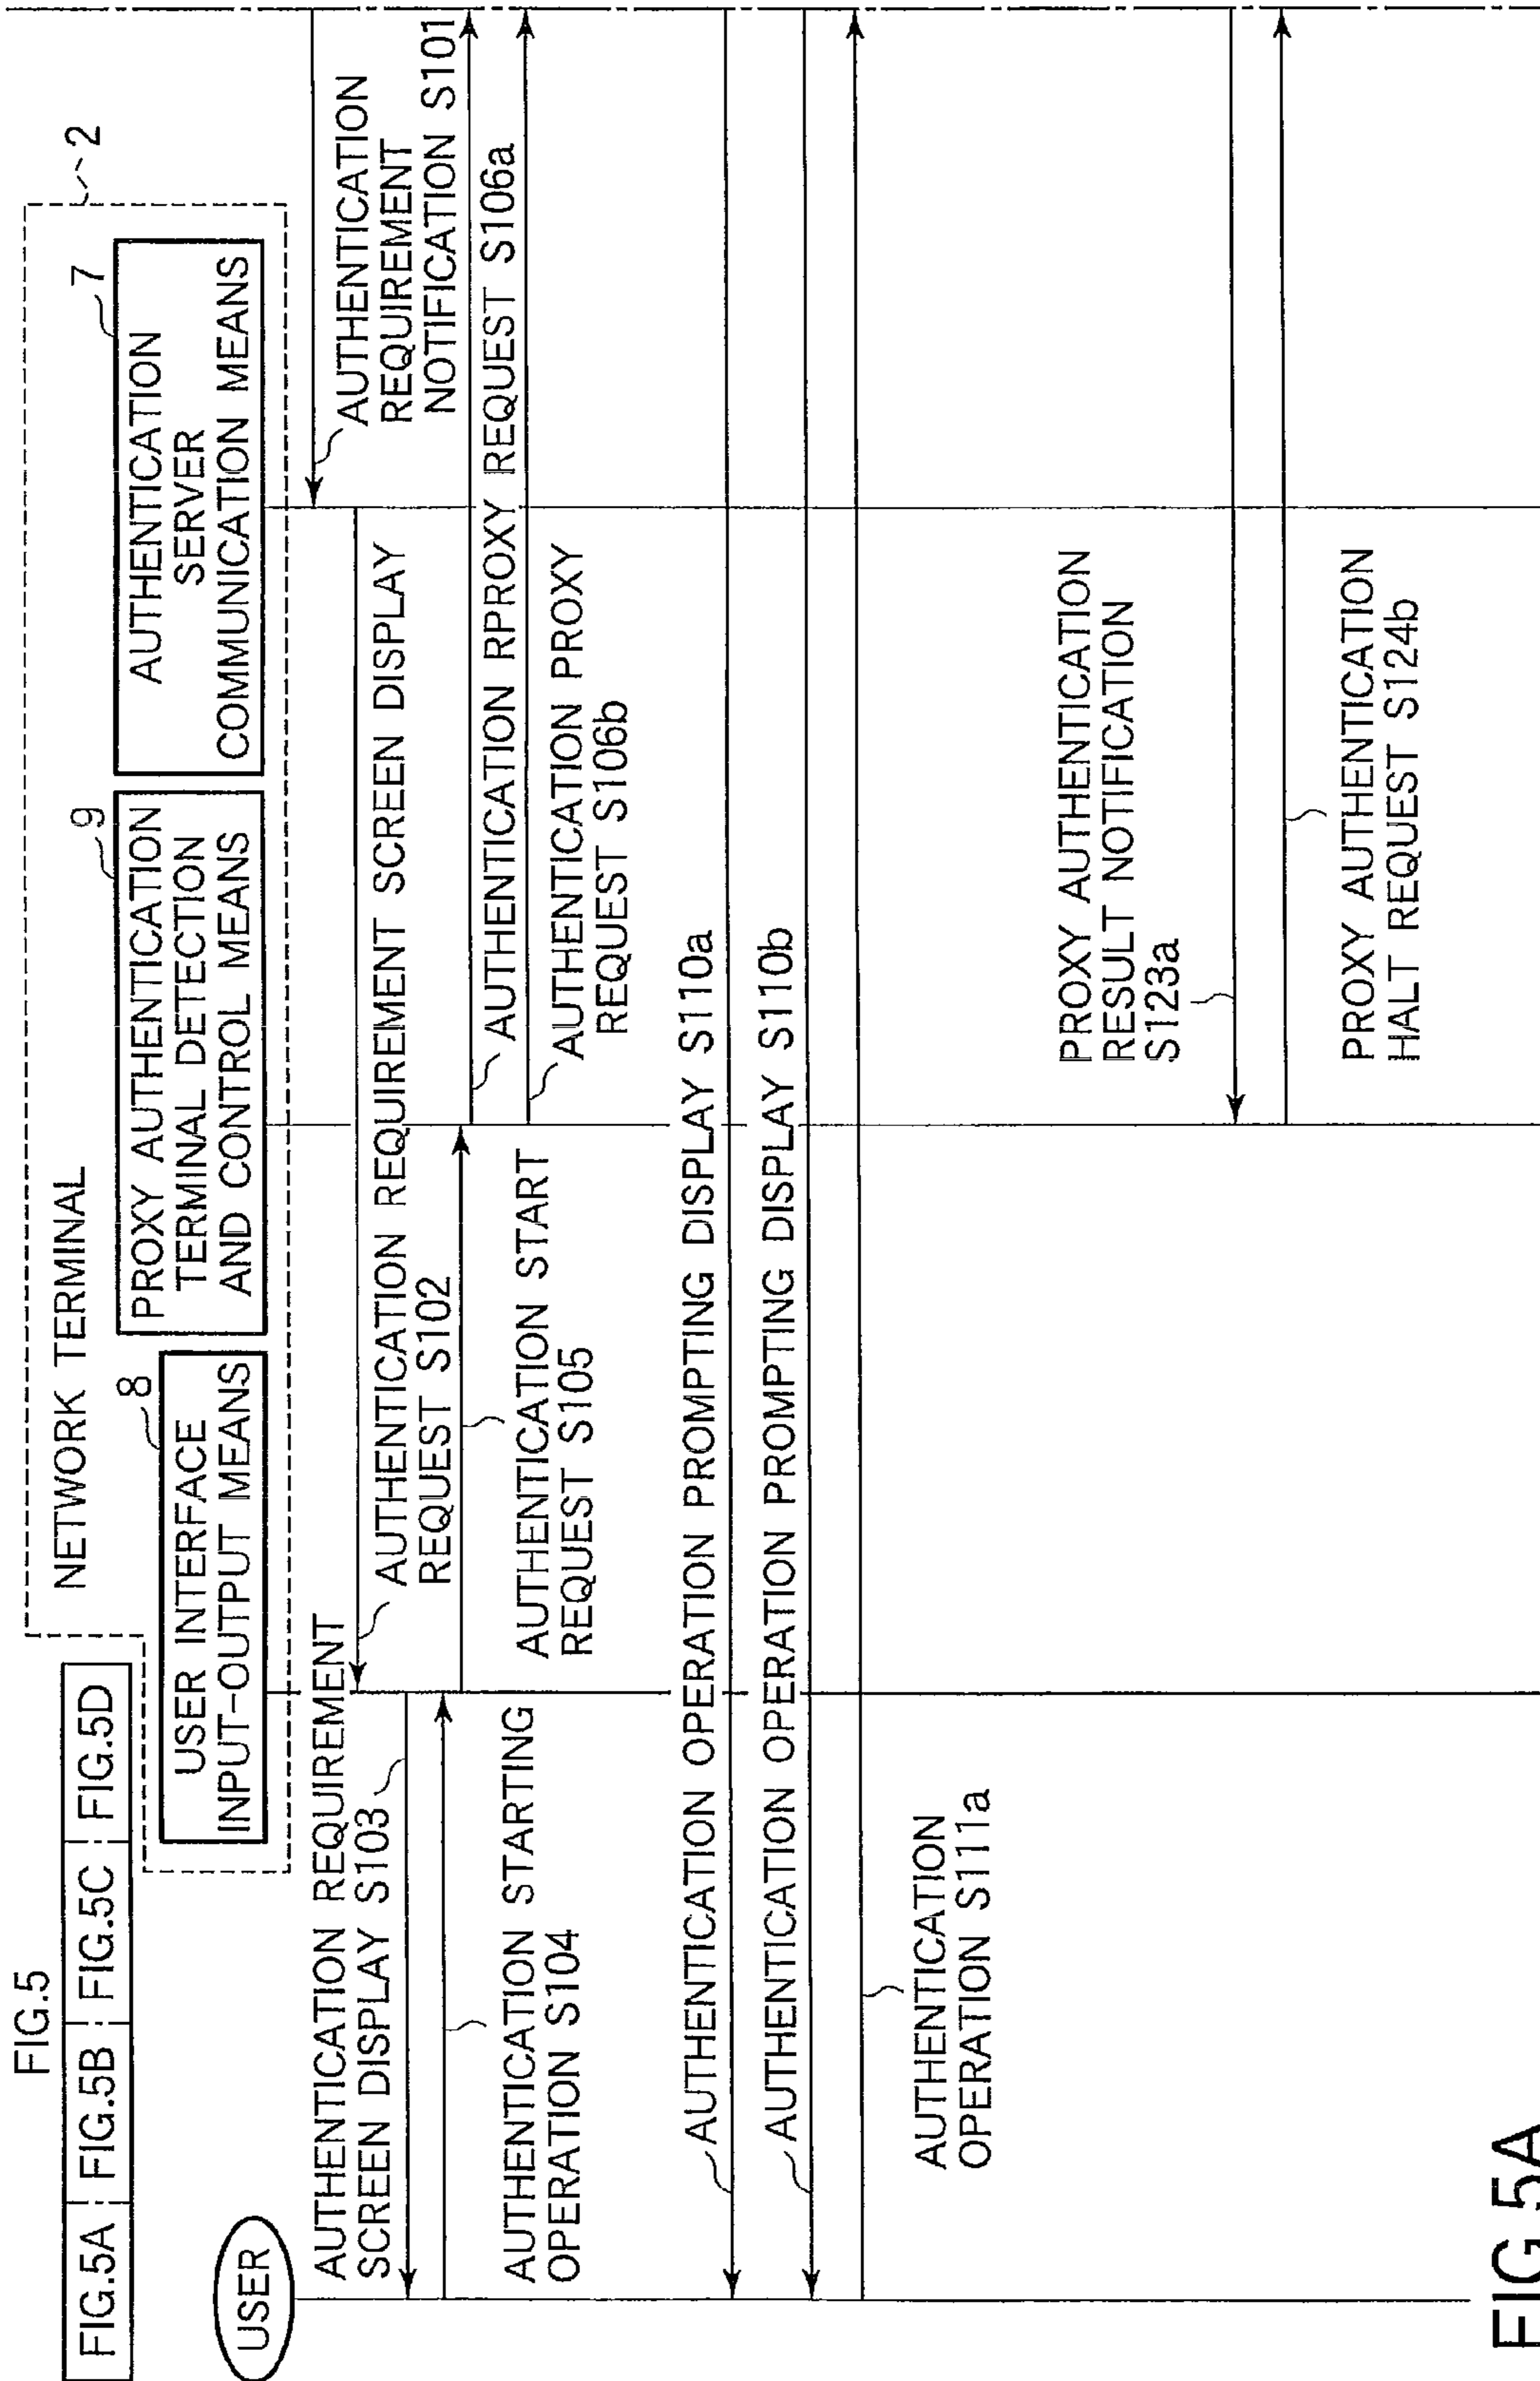 FIG.5
FIG.5A FIG.5B FIG.5C FIG.5D
NETWORK TERMINAL
2
USER
8
USER INTERFACE
INPUT-OUTPUT MEANS
9
PROXY AUTHENTICATION
TERMINAL DETECTION
AND CONTROL MEANS
7
AUTHENTICATION
SERVER
COMMUNICATION MEANS
AUTHENTICATION
REQUIREMENT
NOTIFICATION S101
AUTHENTICATION REQUIREMENT SCREEN DISPLAY
REQUEST S102
AUTHENTICATION REQUIREMENT
SCREEN DISPLAY S103
AUTHENTICATION STARTING
OPERATION S104
AUTHENTICATION START
REQUEST S105
AUTHENTICATION RPROXY REQUEST S106a
AUTHENTICATION PROXY
REQUEST S106b
AUTHENTICATION OPERATION PROMPTING DISPLAY S110a
AUTHENTICATION OPERATION PROMPTING DISPLAY S110b
AUTHENTICATION
OPERATION S111a
PROXY AUTHENTICATION
RESULT NOTIFICATION
S123a
PROXY AUTHENTICATION
HALT REQUEST S124b
FIG.5A